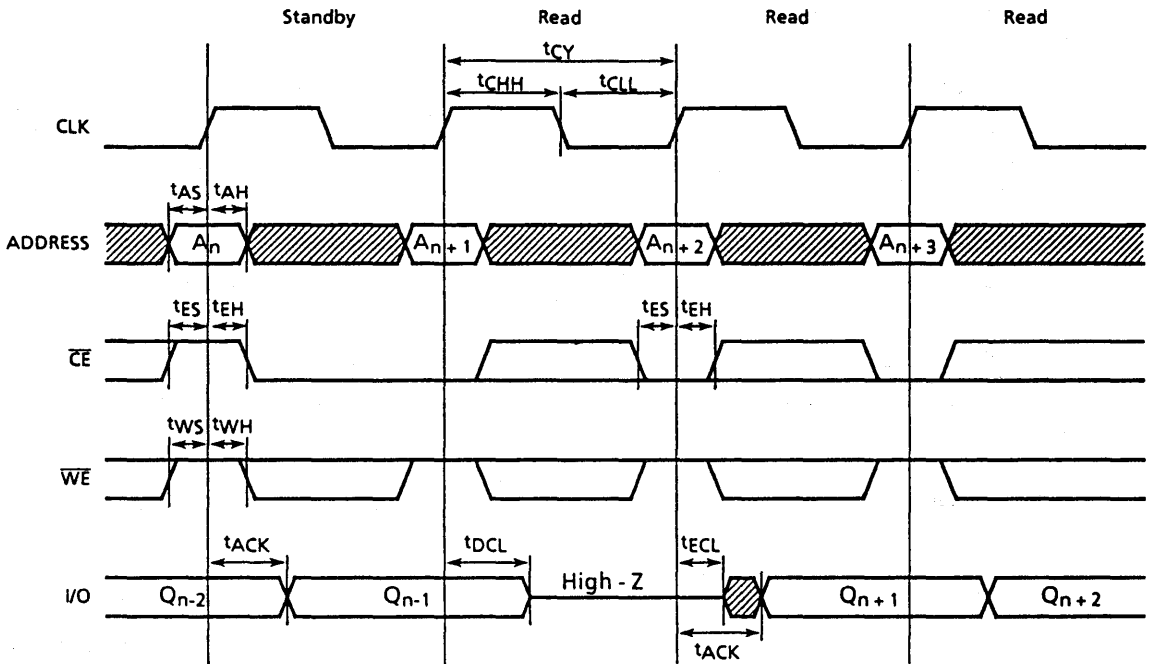 Standby Read Read Read
tCY
tCHH tCLL
CLK
tAS tAH
ADDRESS An An + 1 An + 2 An + 3
tES tEH tES tEH
CE
tWS tWH
WE
tACK tDCL tECL
I/O Qn-2 Qn-1 High - Z Qn + 1 Qn + 2
tACK